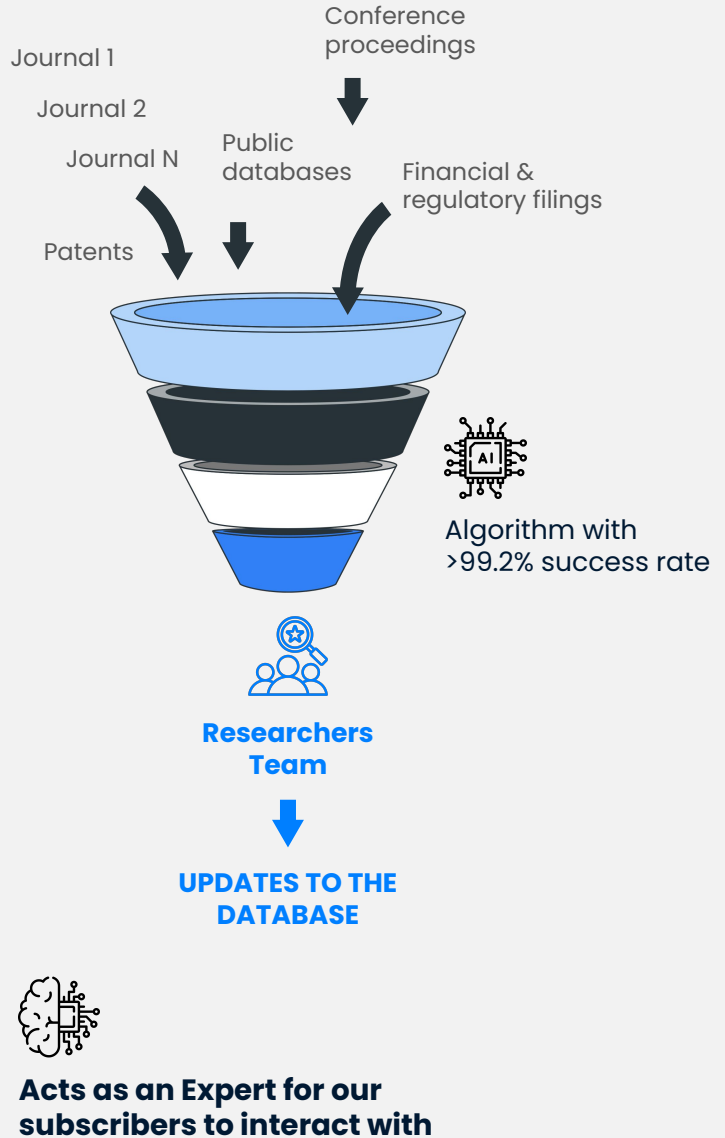 Conference
proceedings
Journal 1
Journal 2
Journal N
Public
databases
Financial &
regulatory filings
Patents
AI
Algorithm with
>99.2% success rate
Researchers
Team
UPDATES TO THE
DATABASE
Acts as an Expert for our
subscribers to interact with